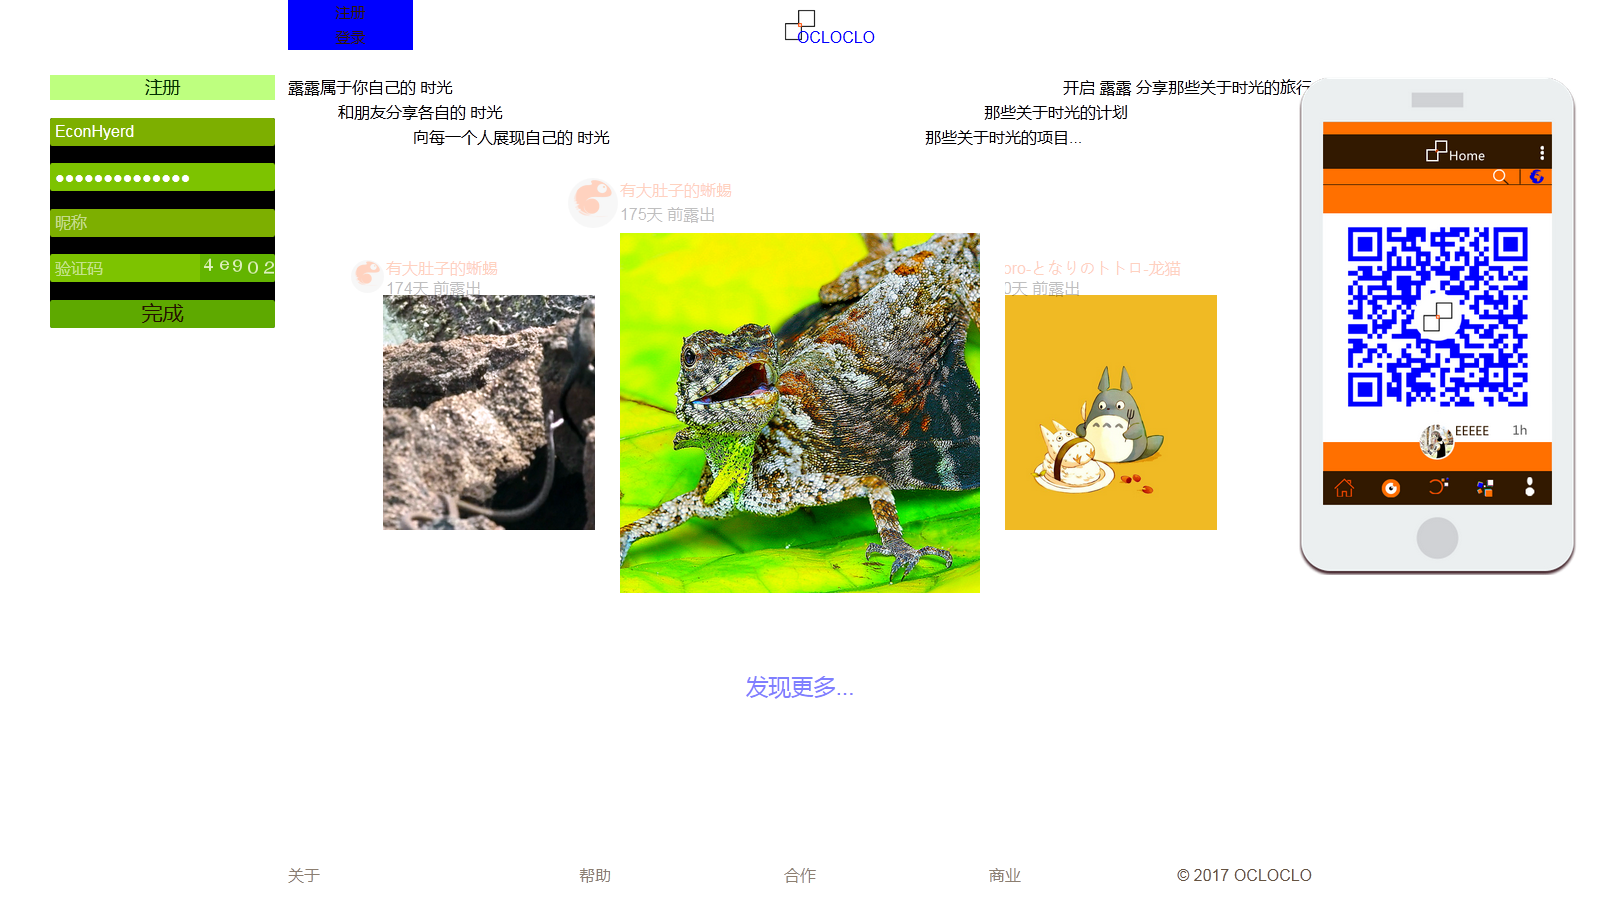 注册
登录
OCLOCLO
注册
EconHyerd
昵称
验证码
4e902
完成
露露属于你自己的 时光
和朋友分享各自的 时光
向每一个人展现自己的 时光
开启 露露 分享那些关于时光的旅行
那些关于时光的计划
那些关于时光的项目...
有大肚子的蜥蜴
175天 前露出
有大肚子的蜥蜴
174天 前露出
oro-となりのトトロ-龙猫
0天 前露出
Home
EEEEE 1h
发现更多...
关于
帮助
合作
商业
© 2017 OCLOCLO